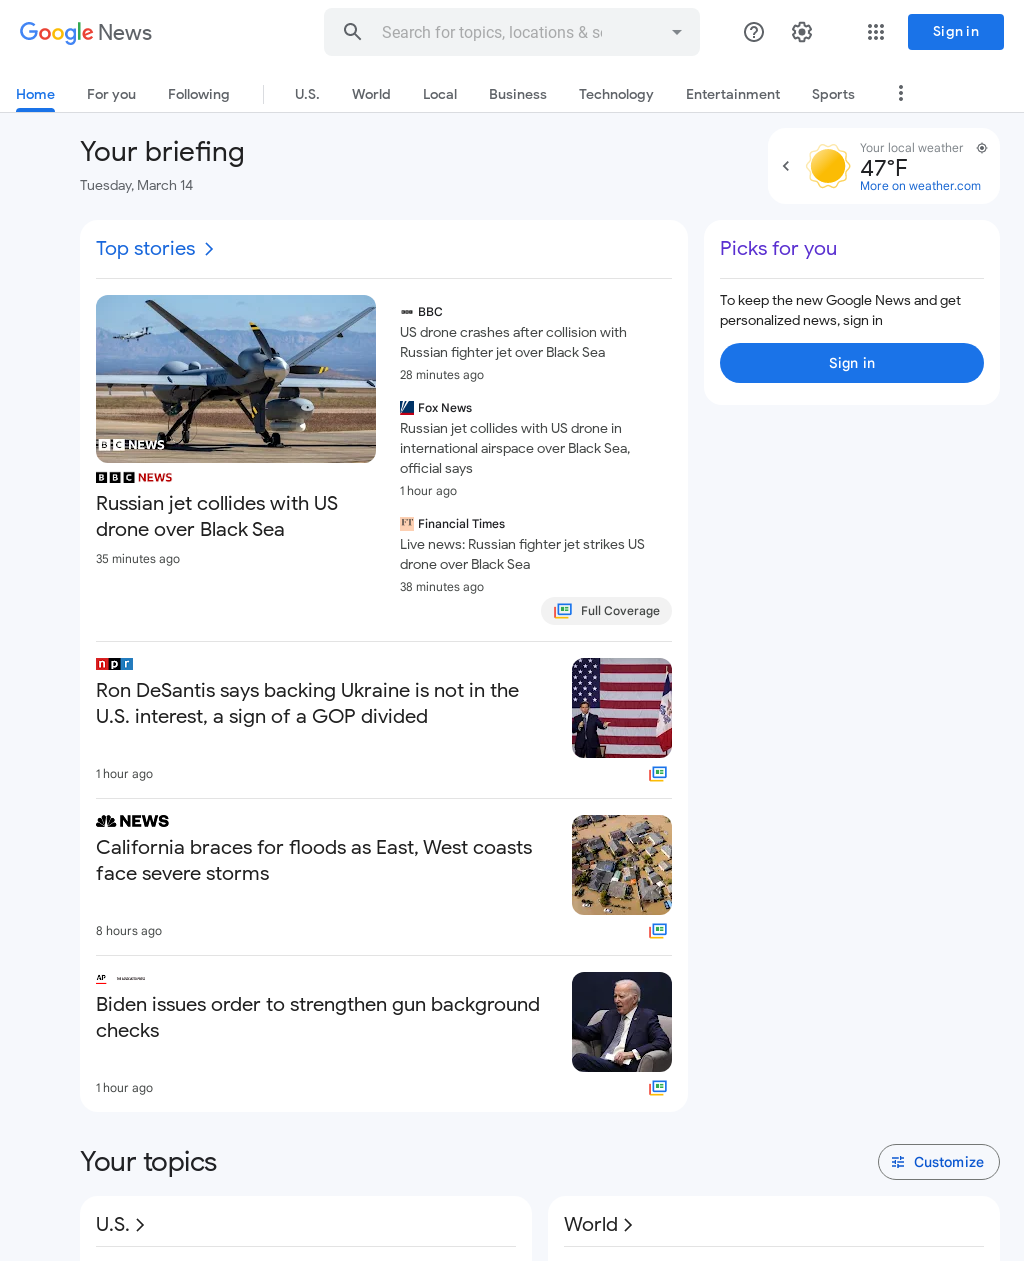 Google News
Search for topics, locations & so
Sign in
Home
For you
Following
U.S.
World
Local
Business
Technology
Entertainment
Sports
Your briefing
Tuesday, March 14
Your local weather
47°F
More on weather.com
Top stories
BBC NEWS
BBC NEWS
Russian jet collides with US
drone over Black Sea
35 minutes ago
BBC
US drone crashes after collision with
Russian fighter jet over Black Sea
28 minutes ago
Fox News
Russian jet collides with US drone in
international airspace over Black Sea,
official says
1 hour ago
FT Financial Times
Live news: Russian fighter jet strikes US
drone over Black Sea
38 minutes ago
Full Coverage
Picks for you
To keep the new Google News and get
personalized news, sign in
Sign in
npr
Ron DeSantis says backing Ukraine is not in the
U.S. interest, a sign of a GOP divided
1 hour ago
NEWS
California braces for floods as East, West coasts
face severe storms
8 hours ago
AP
Biden issues order to strengthen gun background
checks
1 hour ago
Your topics
Customize
U.S.
World